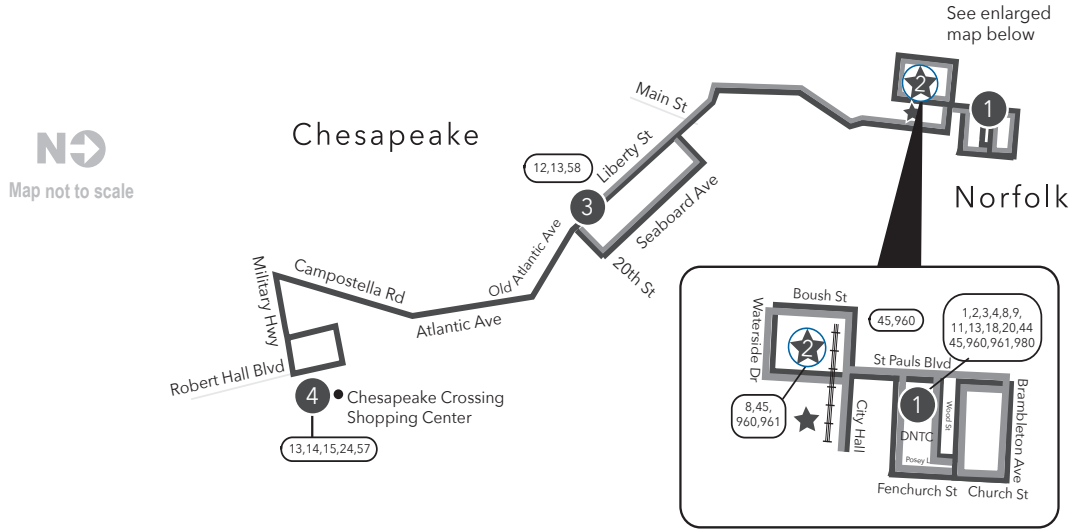 See enlarged
map below
2
1
Main St
Chesapeake
N
Map not to scale
12,13,58
Liberty St
3
Seaboard Ave
Norfolk
Old Atlantic Ave
20th St
Military Hwy
Campostella Rd
Atlantic Ave
Robert Hall Blvd
4
Chesapeake Crossing
Shopping Center
13,14,15,24,57
Boush St
45,960
1,2,3,4,8,9,
11,13,18,20,44
45,960,961,980
Waterside Dr
2
St Pauls Blvd
8,45,
960,961
City Hall
1
DNTC
Wood St
Brambleton Ave
Posey L
Fenchurch St
Church St